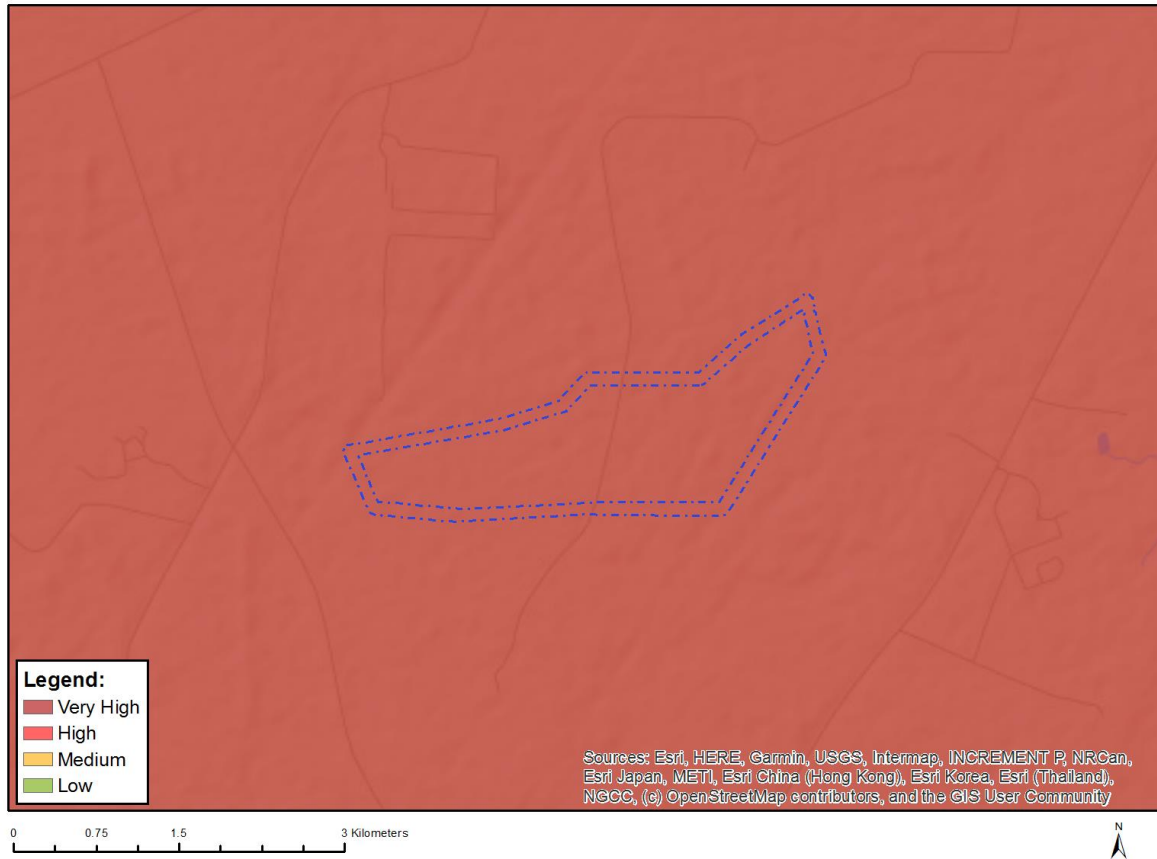 Legend:
Very High
High
Medium
Low
Sources: Esri, HERE, Garmin, USGS, Intermap, INCREMENT P, NRCan,
Esri Japan, METI, Esri China (Hong Kong), Esri Korea, Esri (Thailand),
NGCC, (c) OpenStreetMap contributors, and the GIS User Community
0 0.75 1.5 3 Kilometers
N